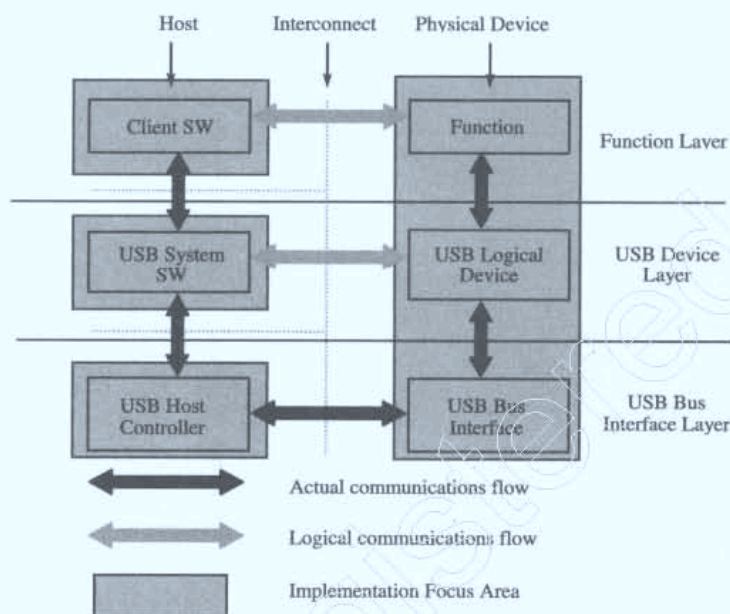 Host Interconnect Physical Device
Client SW
Function
Function Layer
USB System
SW
USB Logical
Device
USB Device
Layer
USB Host
Controller
USB Bus
Interface
USB Bus
Interface Layer
Actual communications flow
Logical communications flow
Implementation Focus Area